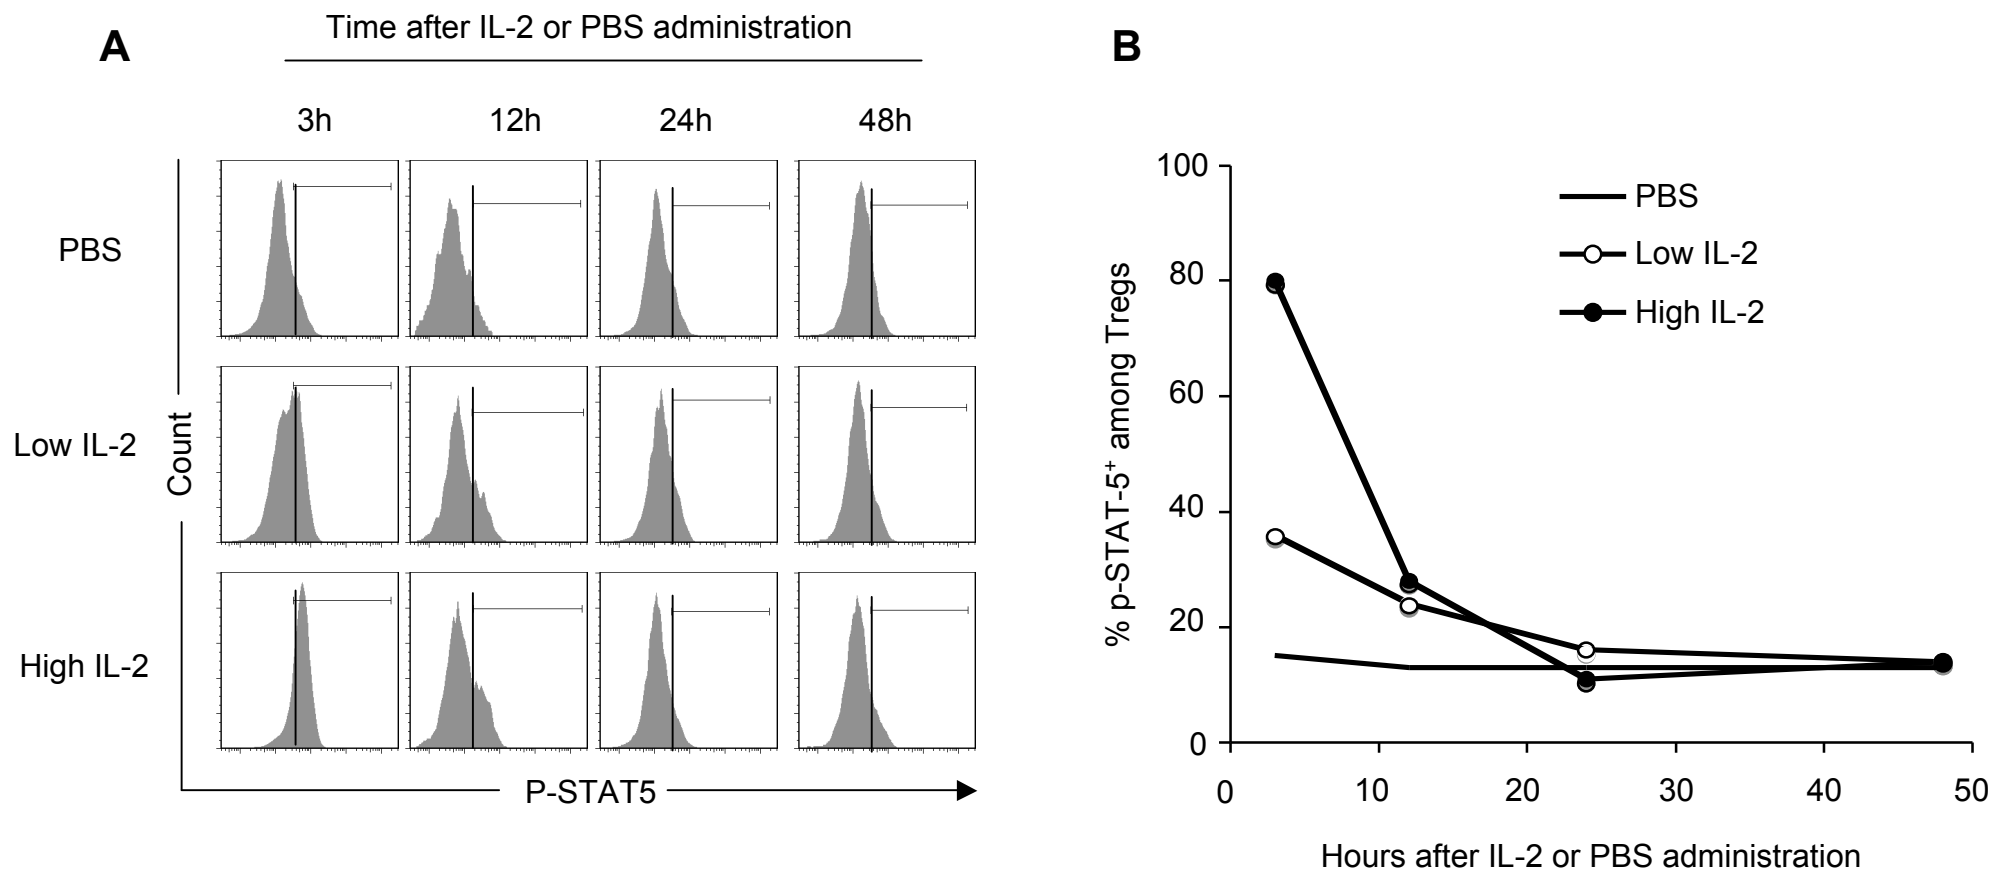 A
Time after IL-2 or PBS administration
3h 12h 24h 48h
PBS
Low IL-2
High IL-2
Count
P-STAT5
B
% p-STAT-5⁺ among Tregs
100
80
60
40
20
0
PBS
Low IL-2
High IL-2
0 10 20 30 40 50
Hours after IL-2 or PBS administration